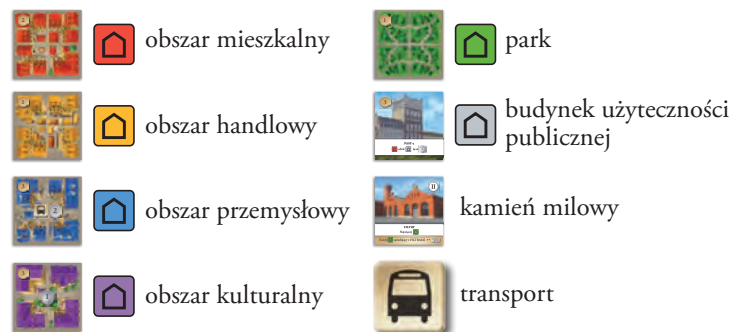 obszar mieszkalny
obszar handlowy
obszar przemysłowy
obszar kulturalny
park
budynek użyteczności
publicznej
kamień milowy
transport